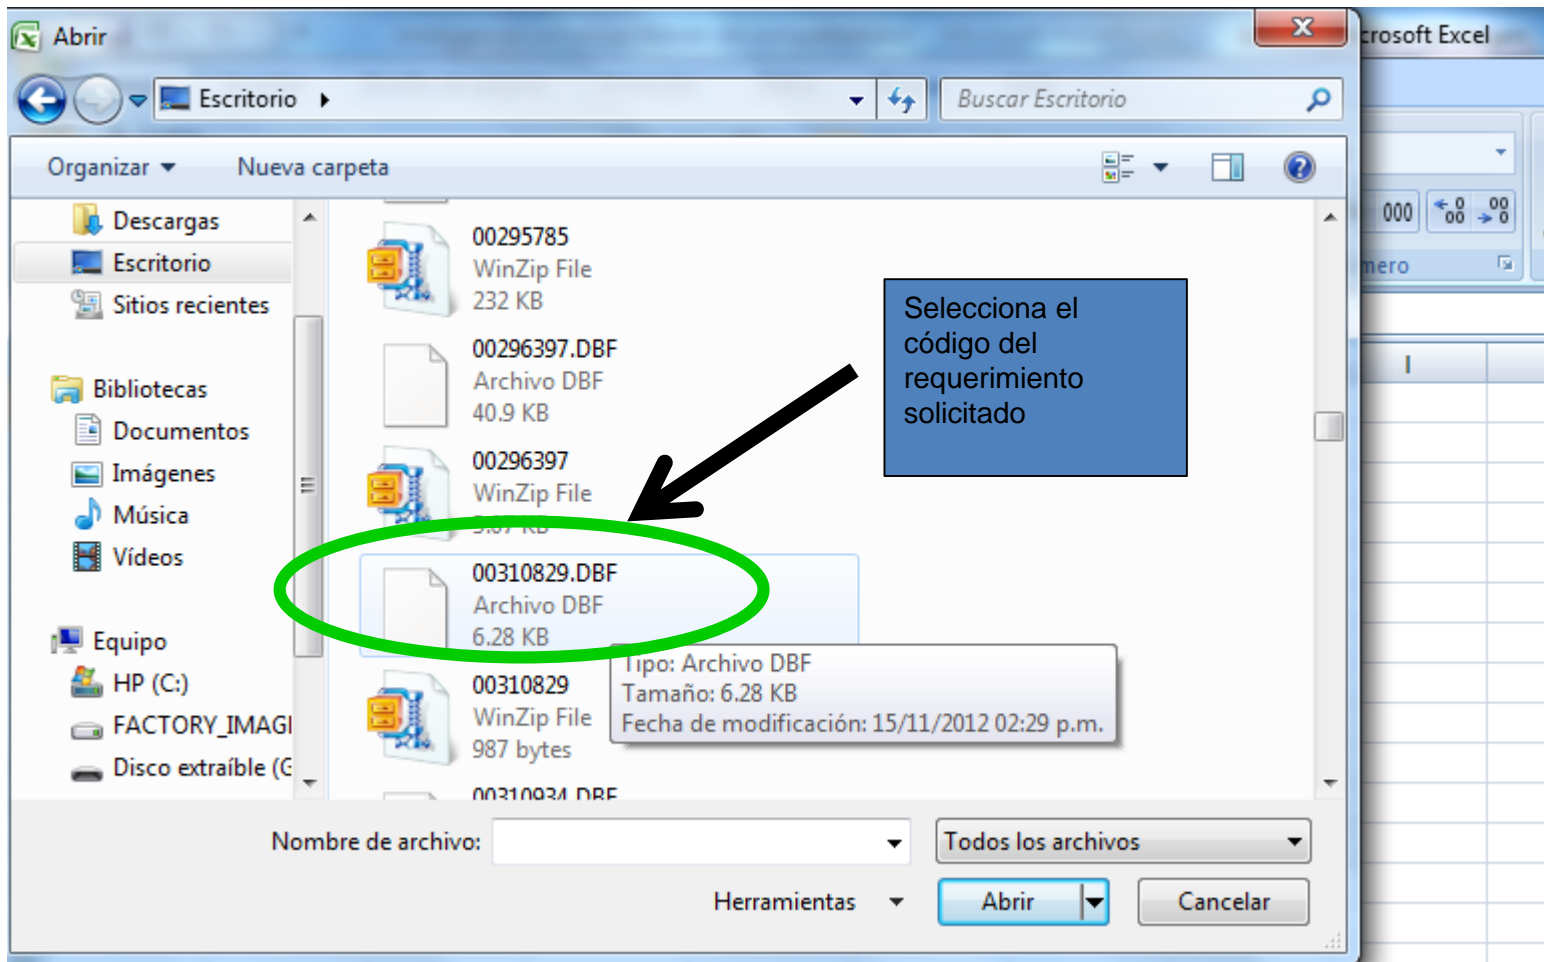 Abrir
crosoft Excel
Escritorio
Buscar Escritorio
Organizar
Nueva carpeta
000
mero
I
Descargas
Escritorio
Sitios recientes
Bibliotecas
Documentos
Imágenes
Música
Vídeos
Equipo
HP (C:)
FACTORY_IMAGI
Disco extraíble (G
00295785
WinZip File
232 KB
00296397.DBF
Archivo DBF
40.9 KB
00296397
WinZip File
00310829.DBF
Archivo DBF
6.28 KB
00310829
WinZip File
987 bytes
00310934.DBF
Selecciona el
código del
requerimiento
solicitado
Tipo: Archivo DBF
Tamaño: 6.28 KB
Fecha de modificación: 15/11/2012 02:29 p.m.
Nombre de archivo:
Todos los archivos
Herramientas
Abrir
Cancelar